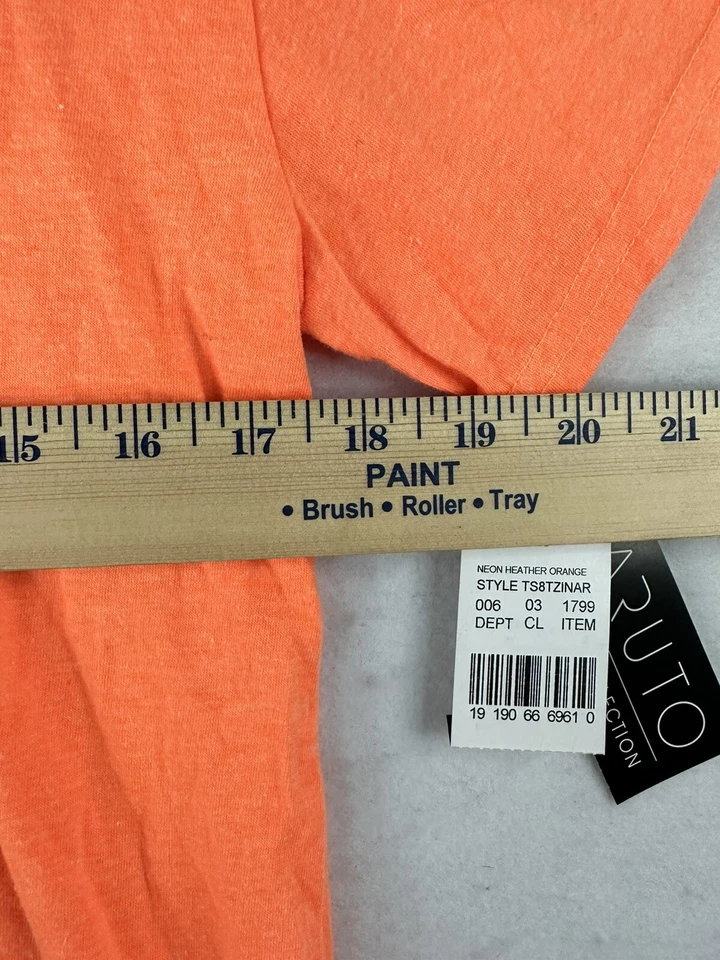 15 16 17 18 19 20 21
PAINT
• Brush • Roller • Tray
NEON HEATHER ORANGE
STYLE TS8TZINAR
006 03 1799
DEPT CL ITEM
19 190 66 6961 0
ARUTO
ECTION